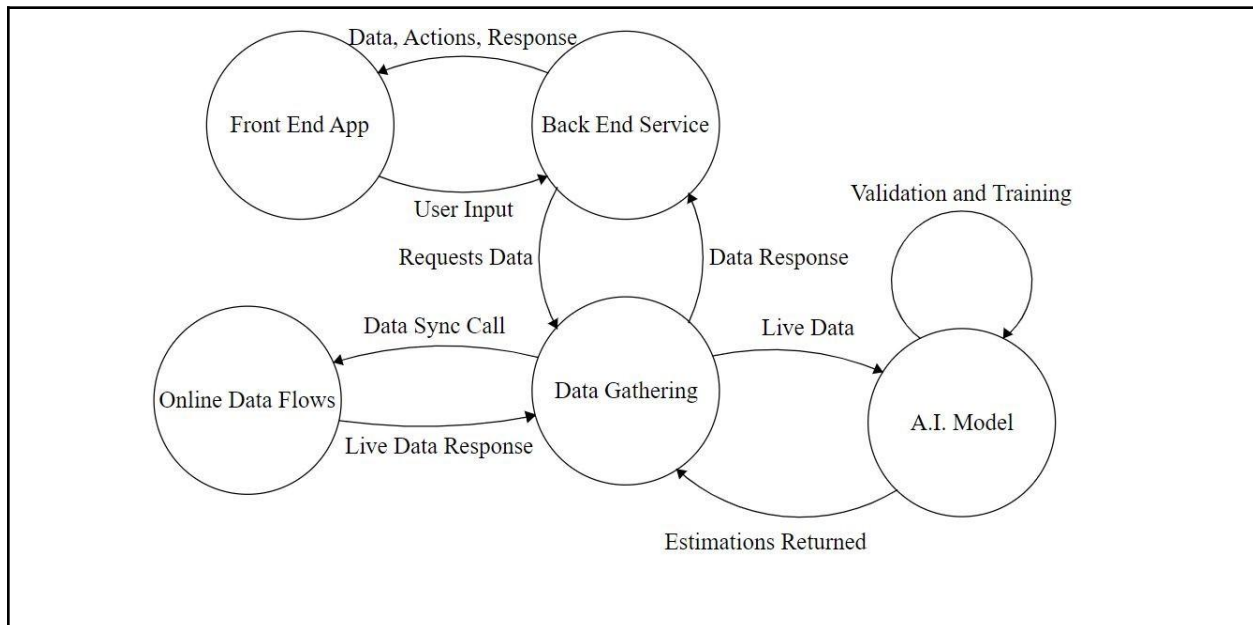 Data, Actions, Response
Front End App
Back End Service
User Input
Validation and Training
Requests Data
Data Response
Data Sync Call
Live Data
Online Data Flows
Data Gathering
A.I. Model
Live Data Response
Estimations Returned